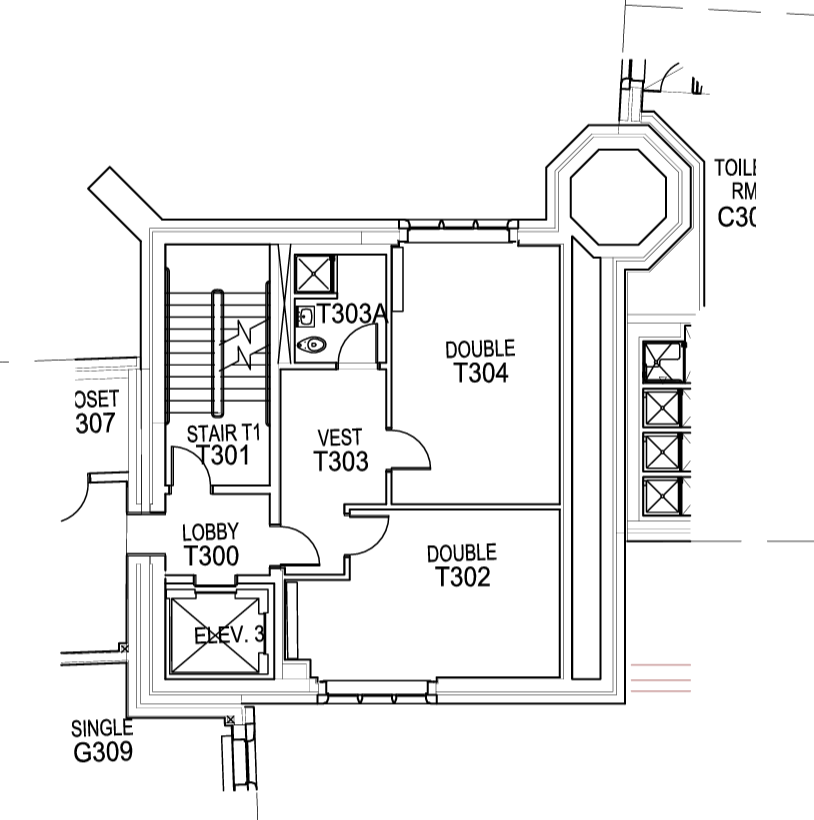 TOIL
RM
C30
T303A
DOUBLE
T304
OSET
307
STAIR T1
T301
VEST
T303
LOBBY
T300
DOUBLE
T302
ELEV. 3
SINGLE
G309